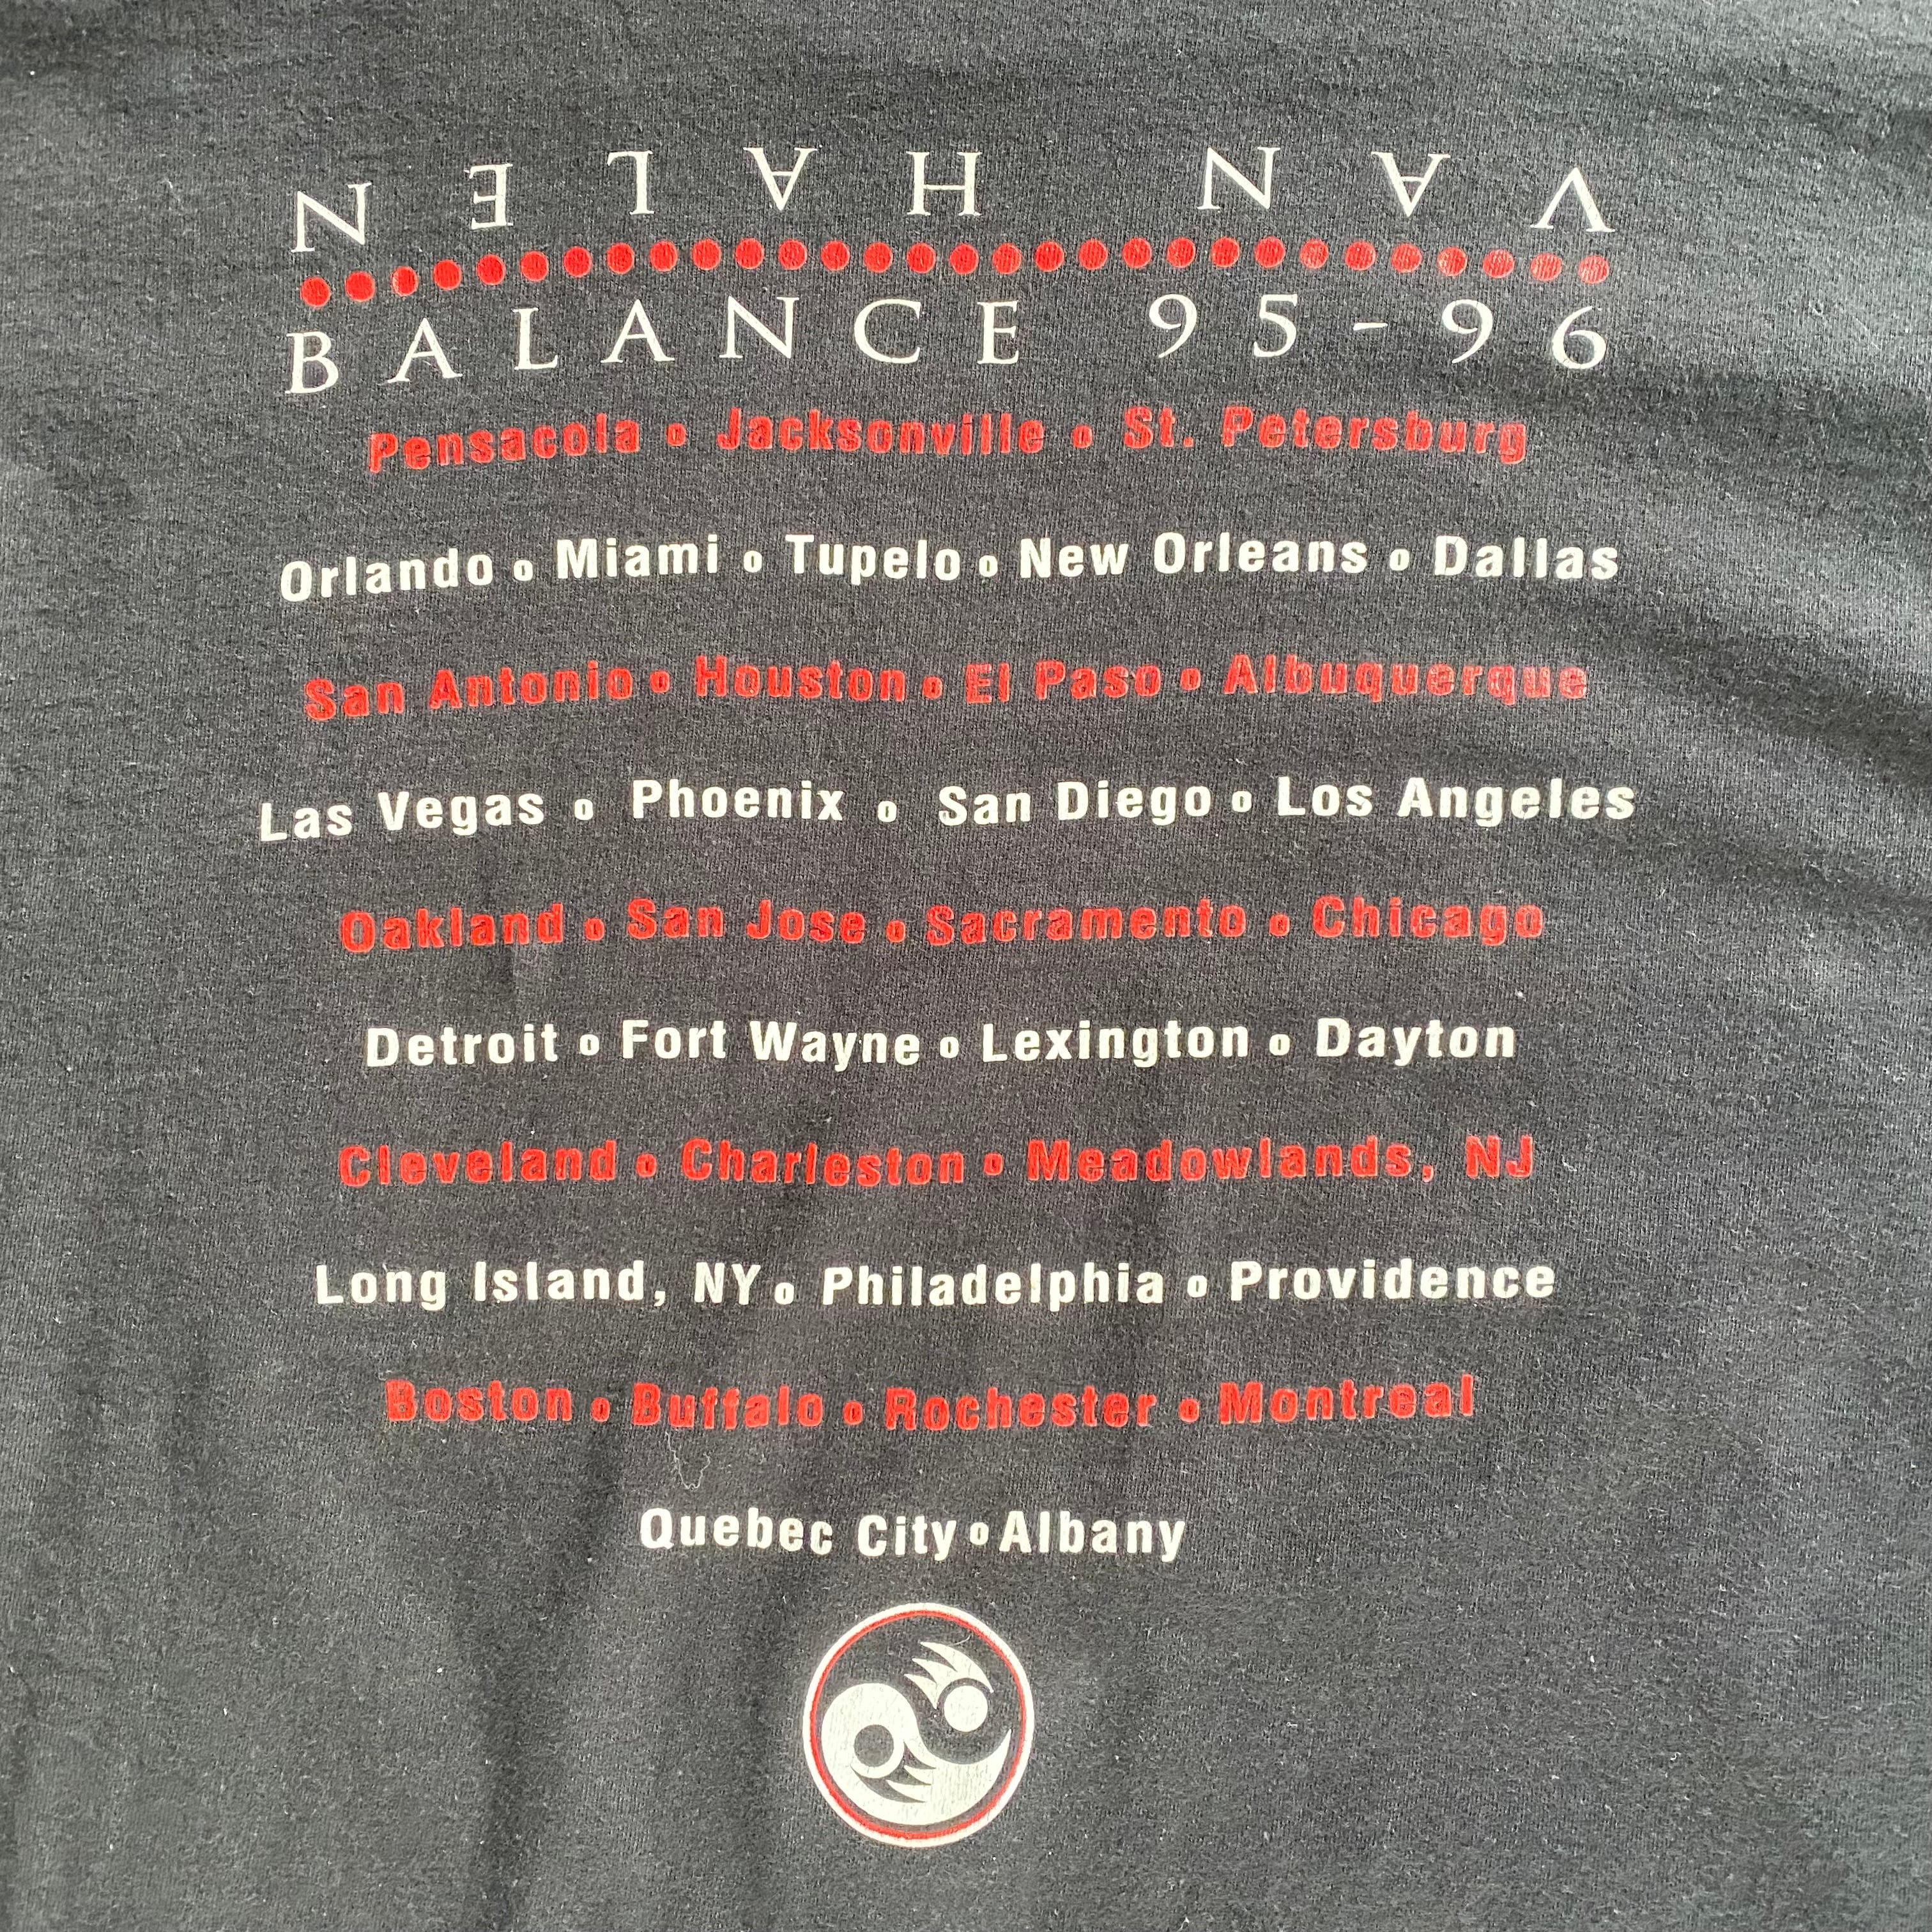 VAN HALEN
BALANCE 95-96
Pensacola o Jacksonville o St. Petersburg
Orlando o Miami o Tupelo o New Orleans o Dallas
San Antonio o Houston o El Paso o Albuquerque
Las Vegas o Phoenix o San Diego o Los Angeles
Oakland o San Jose o Sacramento o Chicago
Detroit o Fort Wayne o Lexington o Dayton
Cleveland o Charleston o Meadowlands, NJ
Long Island, NY o Philadelphia o Providence
Boston o Buffalo o Rochester o Montreal
Quebec City o Albany